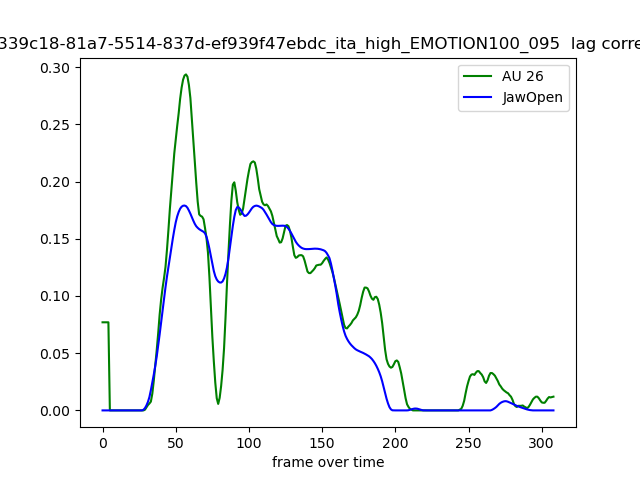 339c18-81a7-5514-837d-ef939f47ebdc_ita_high_EMOTION100_095 lag corre
AU 26
JawOpen
0.30
0.25
0.20
0.15
0.10
0.05
0.00
0 50 100 150 200 250 300
frame over time